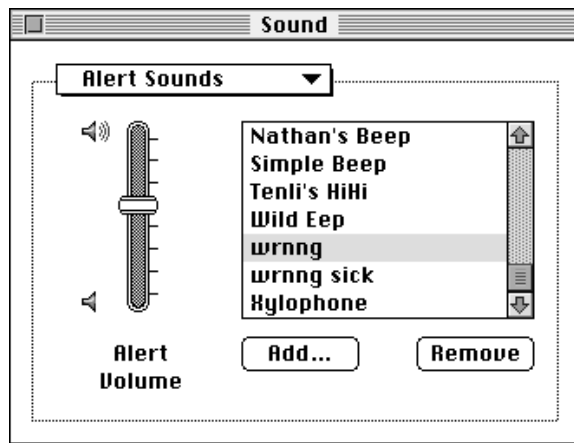 Sound
Alert Sounds
Nathan's Beep
Simple Beep
Tenli's HiHi
Wild Eep
wrnng
wrnng sick
Xylophone
Alert
Volume
Add...
Remove